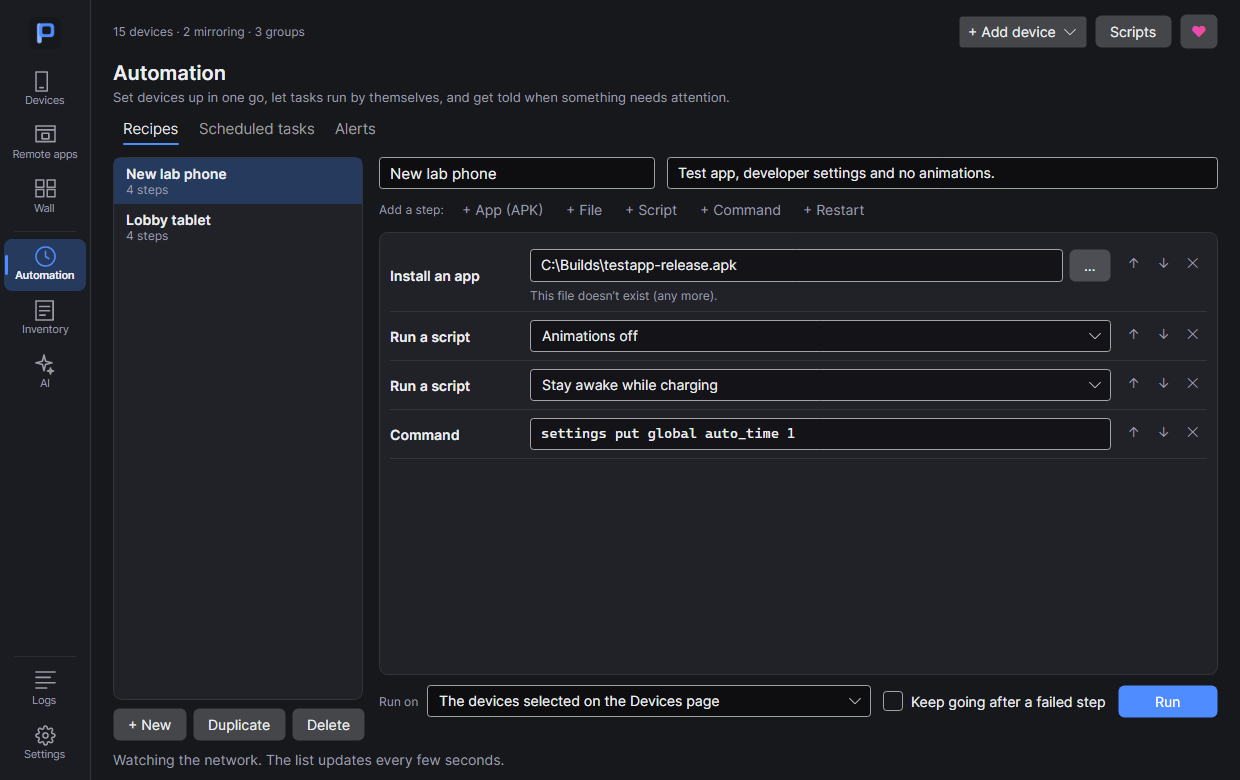 15 devices · 2 mirroring · 3 groups
+ Add device
Scripts
Devices
Remote apps
Wall
Automation
Inventory
AI
Logs
Settings
Automation
Set devices up in one go, let tasks run by themselves, and get told when something needs attention.
Recipes Scheduled tasks Alerts
New lab phone
4 steps
Lobby tablet
4 steps
New lab phone
Test app, developer settings and no animations.
Add a step: + App (APK) + File + Script + Command + Restart
Install an app
C:\Builds\testapp-release.apk
...
This file doesn't exist (any more).
Run a script
Animations off
Run a script
Stay awake while charging
Command
settings put global auto_time 1
Run on
The devices selected on the Devices page
Keep going after a failed step
Run
+ New
Duplicate
Delete
Watching the network. The list updates every few seconds.